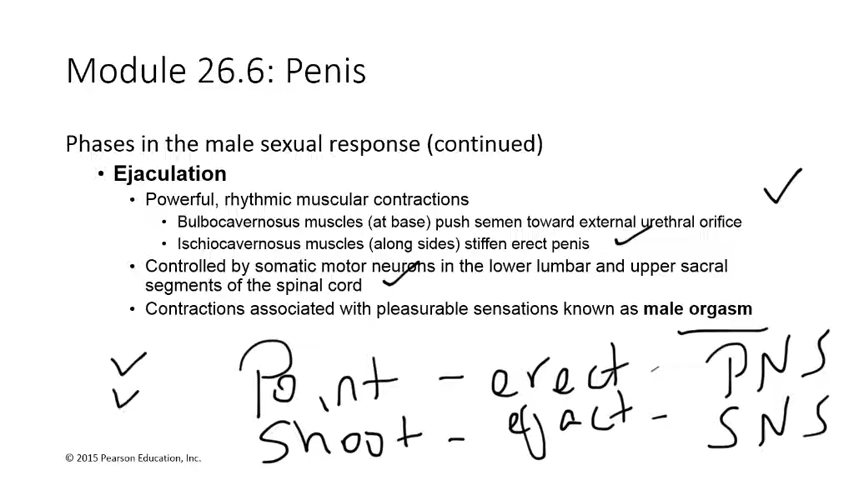 Module 26.6: Penis
Phases in the male sexual response (continued)
• Ejaculation
• Powerful, rhythmic muscular contractions
• Bulbocavernosus muscles (at base) push semen toward external urethral orifice
• Ischiocavernosus muscles (along sides) stiffen erect penis
• Controlled by somatic motor neurons in the lower lumbar and upper sacral
segments of the spinal cord
• Contractions associated with pleasurable sensations known as male orgasm
Point - erect - PNS
Shoot - ejact - SNS
© 2015 Pearson Education, Inc.